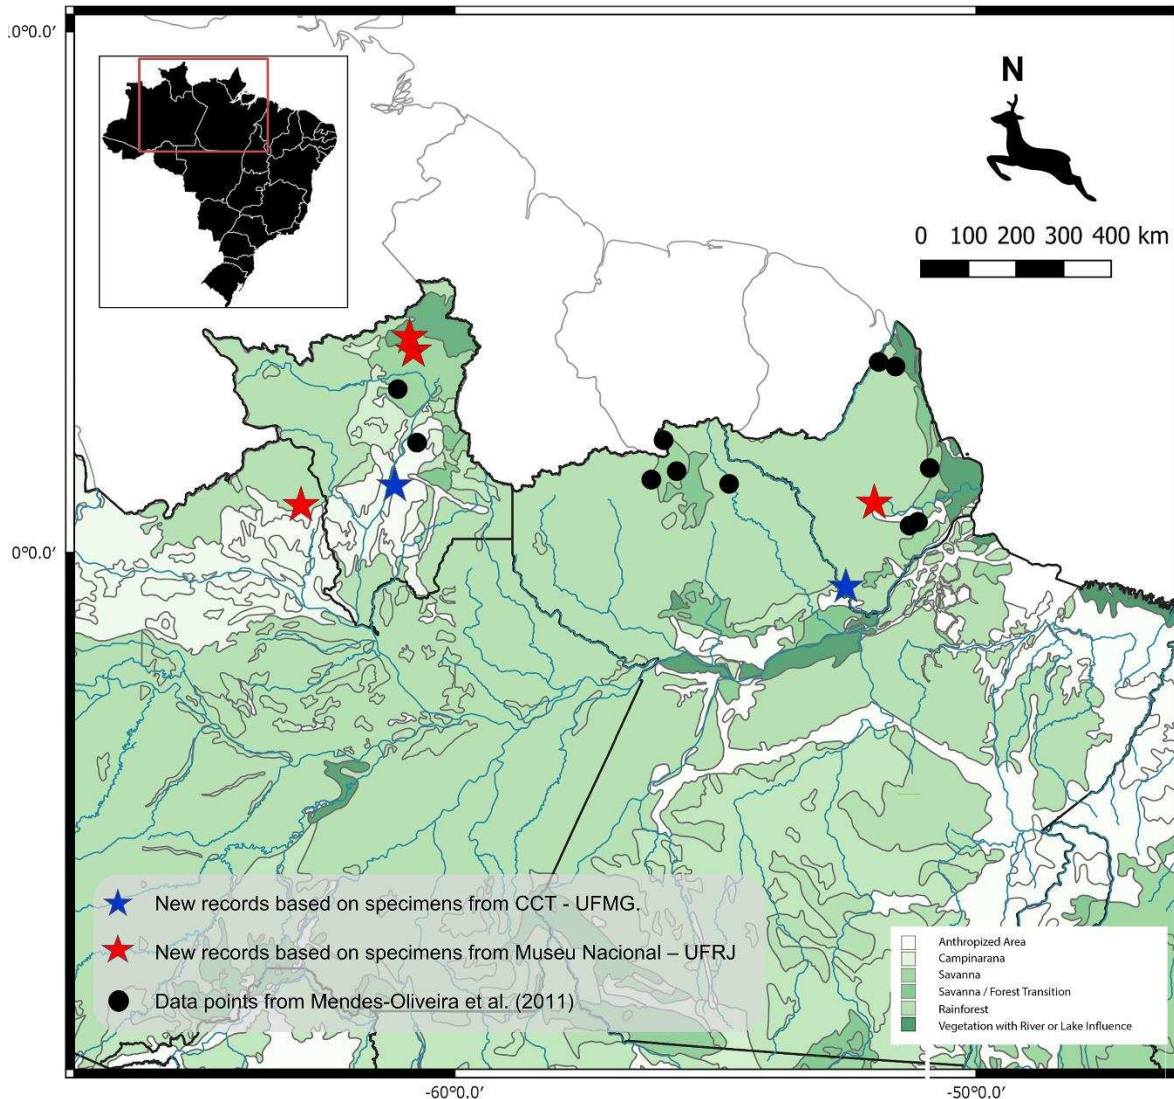 10°0.0'
N
0 100 200 300 400 km
0°0.0'
New records based on specimens from CCT - UFMG.
New records based on specimens from Museu Nacional – UFRJ
Data points from Mendes-Oliveira et al. (2011)
Anthropized Area
Campinarana
Savanna
Savanna / Forest Transition
Rainforest
Vegetation with River or Lake Influence
-60°0.0'
-50°0.0'